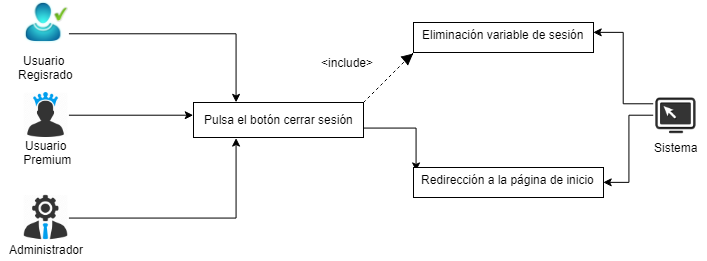 Eliminación variable de sesión
Usuario
Regisrado
<include>
Pulsa el botón cerrar sesión
Usuario
Premium
Sistema
Redirección a la página de inicio
Administrador